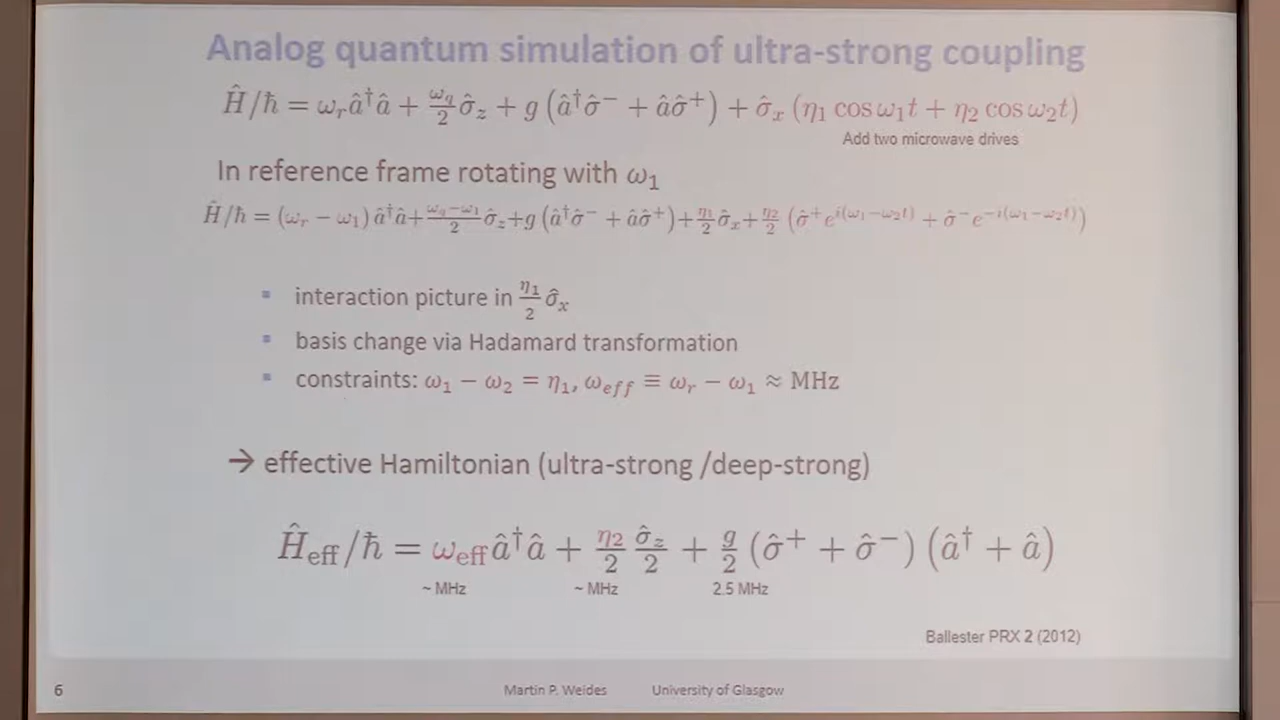 Analog quantum simulation of ultra-strong coupling
Ĥ/ℏ = ω_r â†â + ω_q/2 σ̂_z + g (â†σ̂⁻ + âσ̂⁺) + σ̂_x (η₁ cos ω₁t + η₂ cos ω₂t)
Add two microwave drives
In reference frame rotating with ω₁
Ĥ/ℏ = (ω_r − ω₁) â†â + (ω_q−ω₁)/2 σ̂_z + g (â†σ̂⁻ + âσ̂⁺) + η₁/2 σ̂_x + η₂/2 (σ̂⁺e^{i(ω₁−ω₂t)} + σ̂⁻e^{−i(ω₁−ω₂t)})
▪ interaction picture in η₁/2 σ̂_x
▪ basis change via Hadamard transformation
▪ constraints: ω₁ − ω₂ = η₁, ω_eff ≡ ω_r − ω₁ ≈ MHz
→ effective Hamiltonian (ultra-strong /deep-strong)
Ĥ_eff/ℏ = ω_eff â†â + η₂/2 σ̂_z/2 + g/2 (σ̂⁺ + σ̂⁻) (â† + â)
~ MHz ~ MHz 2.5 MHz
Ballester PRX 2 (2012)
6 Martin P. Weides University of Glasgow